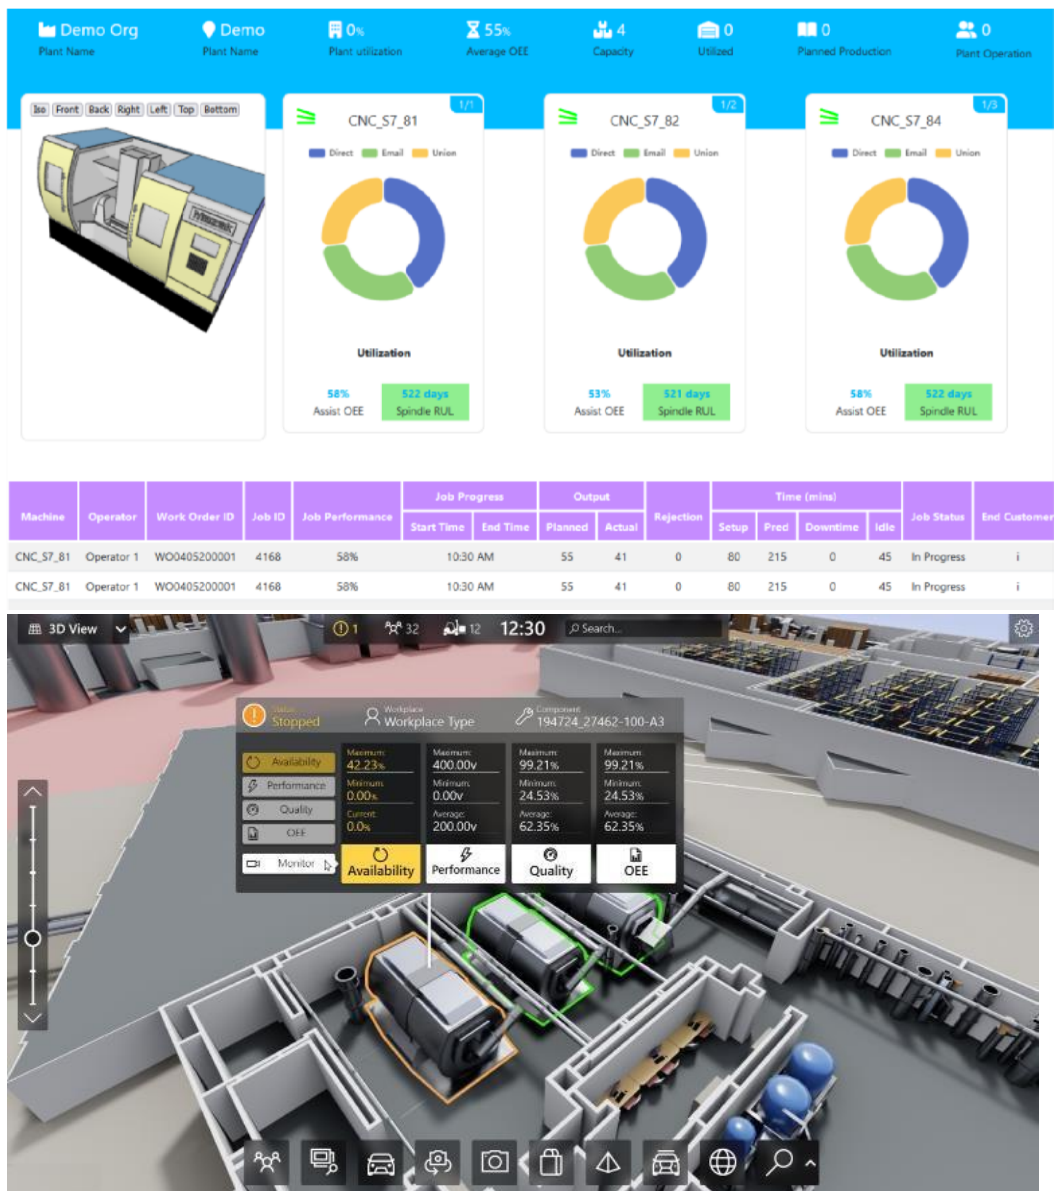 Demo Org
Plant Name
Demo
Plant Name
0%
Plant utilization
55%
Average OEE
4
Capacity
0
Utilized
0
Planned Production
0
Plant Operation
Iso Front Back Right Left Top Bottom
1/1
CNC_S7_81
Direct Email Union
Utilization
58%
Assist OEE
522 days
Spindle RUL
1/2
CNC_S7_82
Direct Email Union
Utilization
53%
Assist OEE
521 days
Spindle RUL
1/3
CNC_S7_84
Direct Email Union
Utilization
58%
Assist OEE
522 days
Spindle RUL
Machine Operator Work Order ID Job ID Job Performance Job Progress Output Rejection Time (mins) Job Status End Customer
Start Time End Time Planned Actual Setup Pred Downtime Idle
CNC_S7_81 Operator 1 WO0405200001 4168 58% 10:30 AM 55 41 0 80 215 0 45 In Progress i
CNC_S7_81 Operator 1 WO0405200001 4168 58% 10:30 AM 55 41 0 80 215 0 45 In Progress i
3D View 1 32 12 12:30 Search...
Status
Stopped
Workplace
Workplace Type
Component
194724_27462-100-A3
Availability
Performance
Quality
OEE
Monitor
Maximum:
42.23%
Minimum:
0.00%
Current:
0.0%
Availability
Maximum:
400.00v
Minimum:
0.00v
Average:
200.00v
Performance
Maximum:
99.21%
Minimum:
24.53%
Average:
62.35%
Quality
Maximum:
99.21%
Minimum:
24.53%
Average:
62.35%
OEE